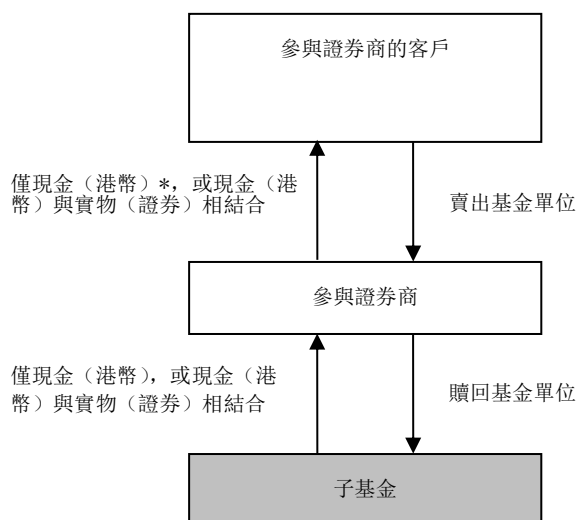 參與證券商的客戶
僅現金（港幣）*，或現金（港
幣）與實物（證券）相結合
賣出基金單位
參與證券商
僅現金（港幣），或現金（港
幣）與實物（證券）相結合
贖回基金單位
子基金